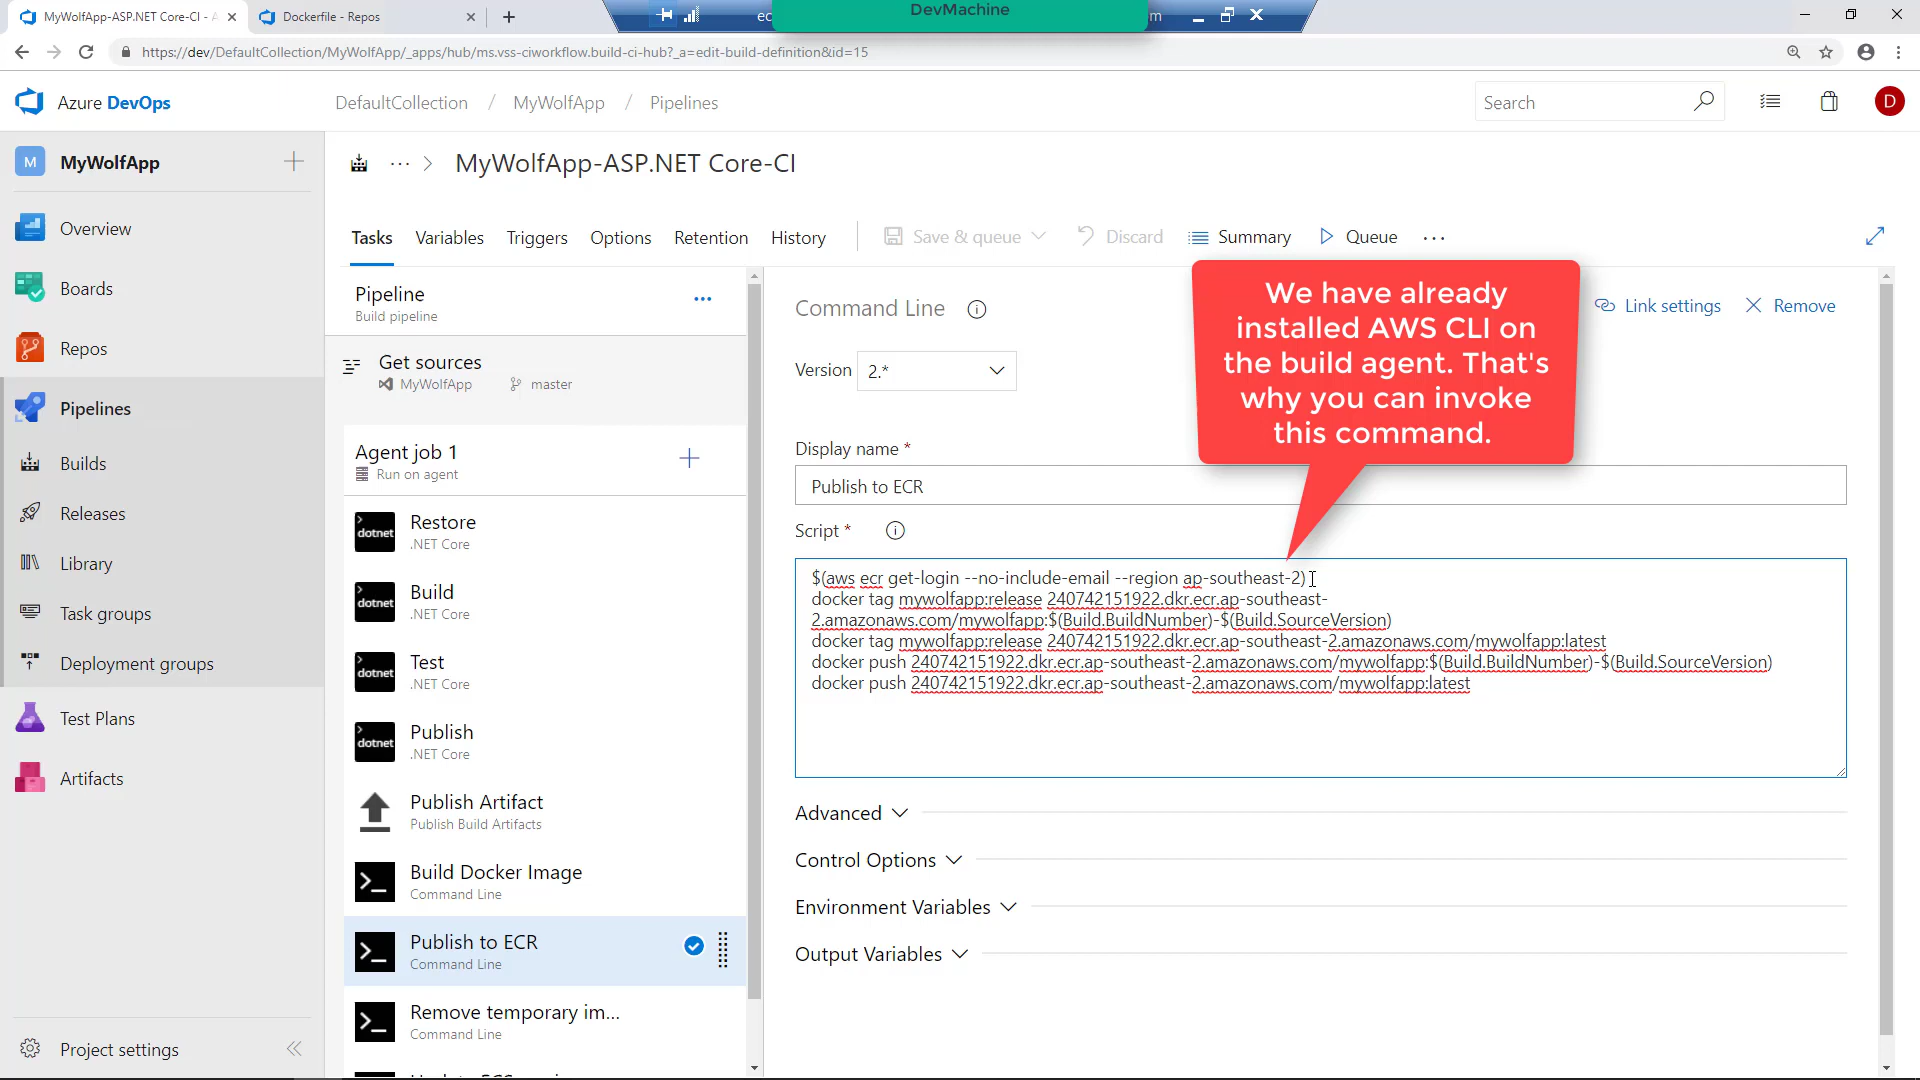 MyWolfApp-ASP.NET Core-CI - A
Dockerfile - Repos
ec
DevMachine
m
https://dev/DefaultCollection/MyWolfApp/_apps/hub/ms.vss-ciworkflow.build-ci-hub?_a=edit-build-definition&id=15
Azure DevOps
DefaultCollection / MyWolfApp / Pipelines
Search
D
M
MyWolfApp
Overview
Boards
Repos
Pipelines
Builds
Releases
Library
Task groups
Deployment groups
Test Plans
Artifacts
Project settings
MyWolfApp-ASP.NET Core-CI
Tasks
Variables
Triggers
Options
Retention
History
Save & queue
Discard
Summary
Queue
Pipeline
Build pipeline
Get sources
MyWolfApp
master
Agent job 1
Run on agent
dotnet
Restore
.NET Core
dotnet
Build
.NET Core
dotnet
Test
.NET Core
dotnet
Publish
.NET Core
Publish Artifact
Publish Build Artifacts
Build Docker Image
Command Line
Publish to ECR
Command Line
Remove temporary im...
Command Line
Command Line
Link settings
Remove
We have already
installed AWS CLI on
the build agent. That's
why you can invoke
this command.
Version
2.*
Display name *
Publish to ECR
Script *
$(aws ecr get-login --no-include-email --region ap-southeast-2)
docker tag mywolfapp:release 240742151922.dkr.ecr.ap-southeast-
2.amazonaws.com/mywolfapp:$(Build.BuildNumber)-$(Build.SourceVersion)
docker tag mywolfapp:release 240742151922.dkr.ecr.ap-southeast-2.amazonaws.com/mywolfapp:latest
docker push 240742151922.dkr.ecr.ap-southeast-2.amazonaws.com/mywolfapp:$(Build.BuildNumber)-$(Build.SourceVersion)
docker push 240742151922.dkr.ecr.ap-southeast-2.amazonaws.com/mywolfapp:latest
Advanced
Control Options
Environment Variables
Output Variables